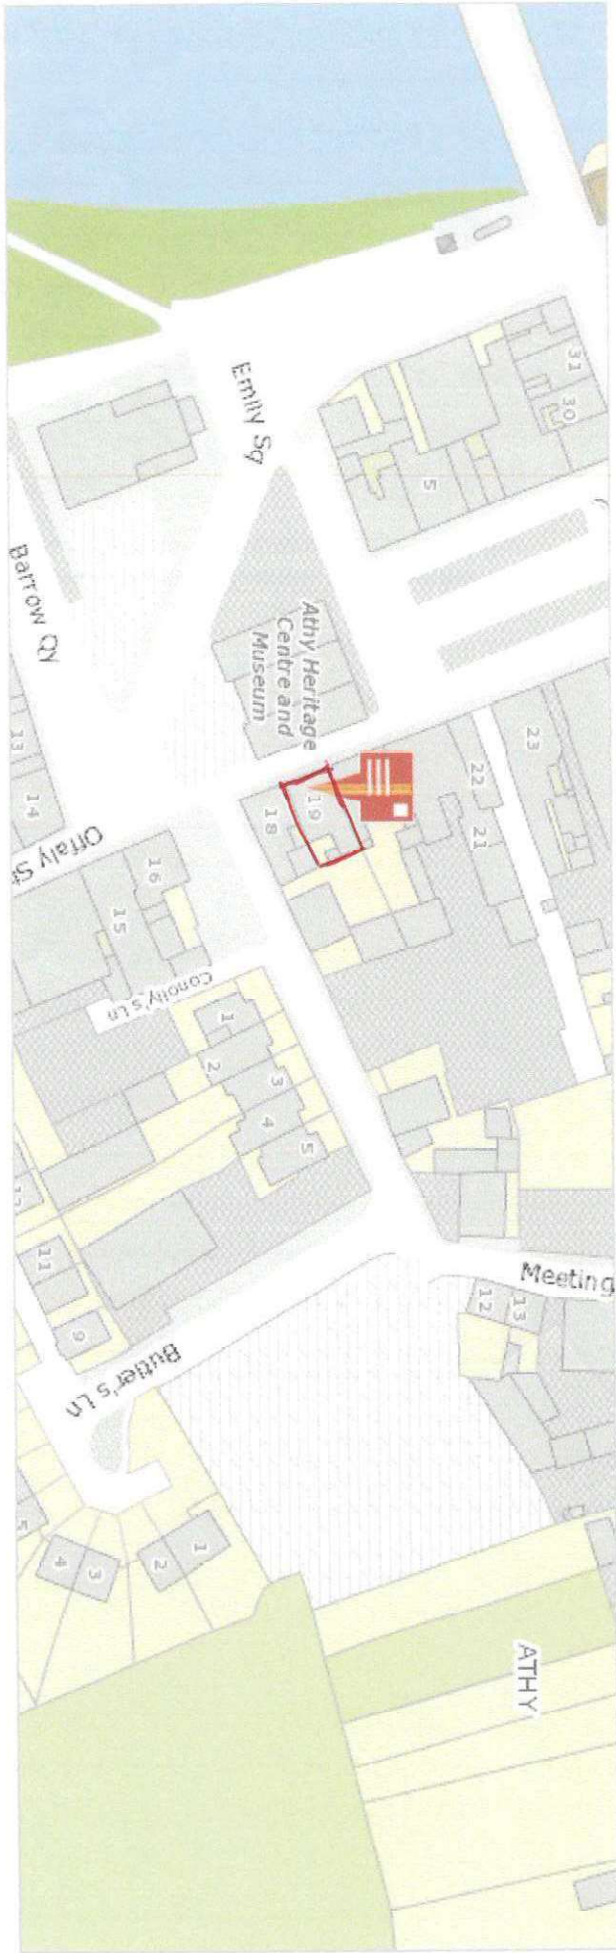 31
30
Emily Sq
5
Barrow Qy
Athy Heritage
Centre and
Museum
23
22
21
19
18
13
14
Offaly St
16
15
Conolly's Ln
1
2
3
4
5
Meeting
12
13
11
9
Butler's Ln
1
2
3
4
5
ATHY